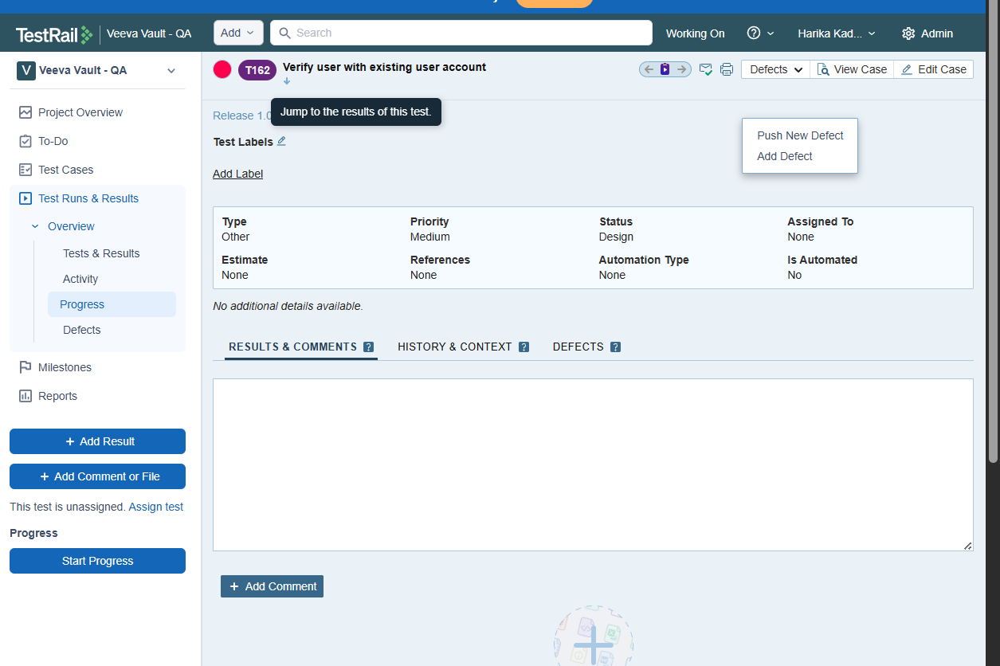 TestRail
Veeva Vault - QA
Add
Search
Working On
Harika Kad...
Admin
V Veeva Vault - QA
Project Overview
To-Do
Test Cases
Test Runs & Results
Overview
Tests & Results
Activity
Progress
Defects
Milestones
Reports
+ Add Result
+ Add Comment or File
This test is unassigned. Assign test
Progress
Start Progress
T162
Verify user with existing user account
Defects
View Case
Edit Case
Release 1.0
Jump to the results of this test.
Push New Defect
Add Defect
Test Labels
Add Label
Type
Other
Priority
Medium
Status
Design
Assigned To
None
Estimate
None
References
None
Automation Type
None
Is Automated
No
No additional details available.
RESULTS & COMMENTS ?
HISTORY & CONTEXT ?
DEFECTS ?
+ Add Comment